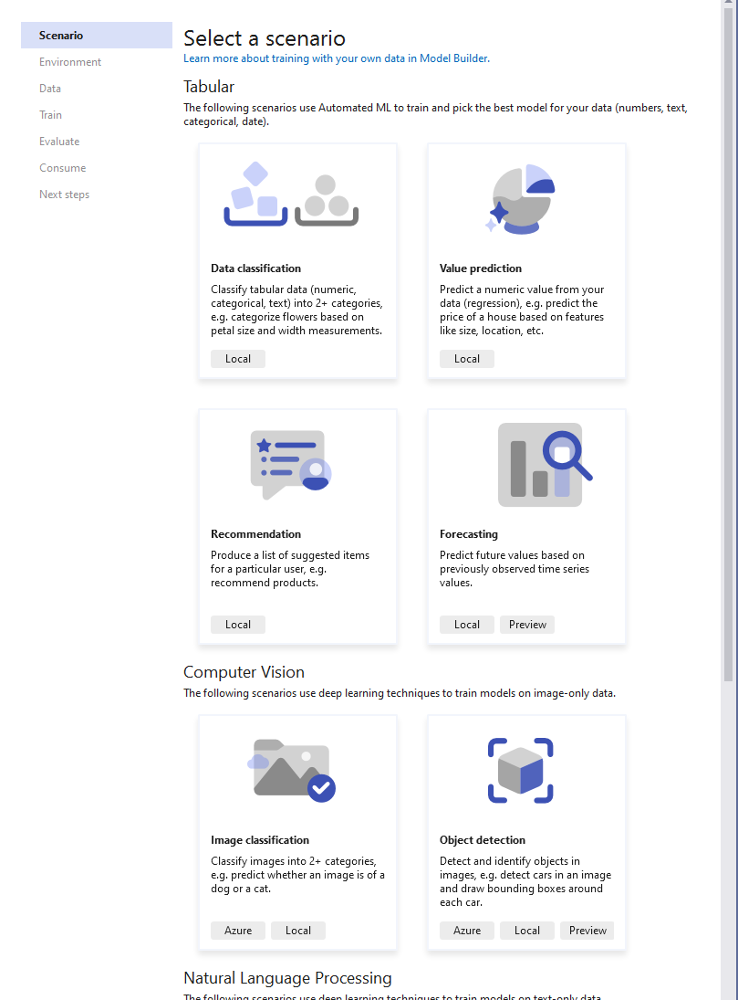 Scenario
Environment
Data
Train
Evaluate
Consume
Next steps
Select a scenario
Learn more about training with your own data in Model Builder.
Tabular
The following scenarios use Automated ML to train and pick the best model for your data (numbers, text,
categorical, date).
Data classification
Classify tabular data (numeric,
categorical, text) into 2+ categories,
e.g. categorize flowers based on
petal size and width measurements.
Local
Value prediction
Predict a numeric value from your
data (regression), e.g. predict the
price of a house based on features
like size, location, etc.
Local
Recommendation
Produce a list of suggested items
for a particular user, e.g.
recommend products.
Local
Forecasting
Predict future values based on
previously observed time series
values.
Local Preview
Computer Vision
The following scenarios use deep learning techniques to train models on image-only data.
Image classification
Classify images into 2+ categories,
e.g. predict whether an image is of a
dog or a cat.
Azure Local
Object detection
Detect and identify objects in
images, e.g. detect cars in an image
and draw bounding boxes around
each car.
Azure Local Preview
Natural Language Processing
The following scenarios use deep learning techniques to train models on text-only data.